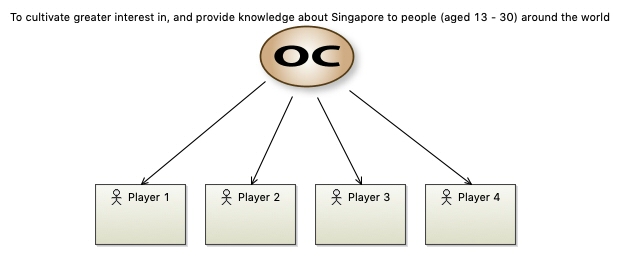 To cultivate greater interest in, and provide knowledge about Singapore to people (aged 13 - 30) around the world
OC
Player 1
Player 2
Player 3
Player 4